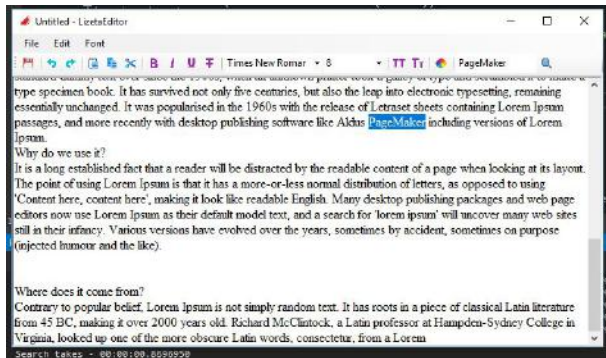 Untitled - LizetaEditor
File Edit Font
B I U T Times New Romar 8 TT Tr PageMaker
type specimen book. It has survived not only five centuries, but also the leap into electronic typesetting, remaining
essentially unchanged. It was popularised in the 1960s with the release of Letraset sheets containing Lorem Ipsum
passages, and more recently with desktop publishing software like Aldus PageMaker including versions of Lorem
Ipsum.
Why do we use it?
It is a long established fact that a reader will be distracted by the readable content of a page when looking at its layout.
The point of using Lorem Ipsum is that it has a more-or-less normal distribution of letters, as opposed to using
'Content here, content here', making it look like readable English. Many desktop publishing packages and web page
editors now use Lorem Ipsum as their default model text, and a search for 'lorem ipsum' will uncover many web sites
still in their infancy. Various versions have evolved over the years, sometimes by accident, sometimes on purpose
(injected humour and the like).
Where does it come from?
Contrary to popular belief, Lorem Ipsum is not simply random text. It has roots in a piece of classical Latin literature
from 45 BC, making it over 2000 years old. Richard McClintock, a Latin professor at Hampden-Sydney College in
Virginia, looked up one of the more obscure Latin words, consectetur, from a Lorem
Search takes - 00:00:00.8696950